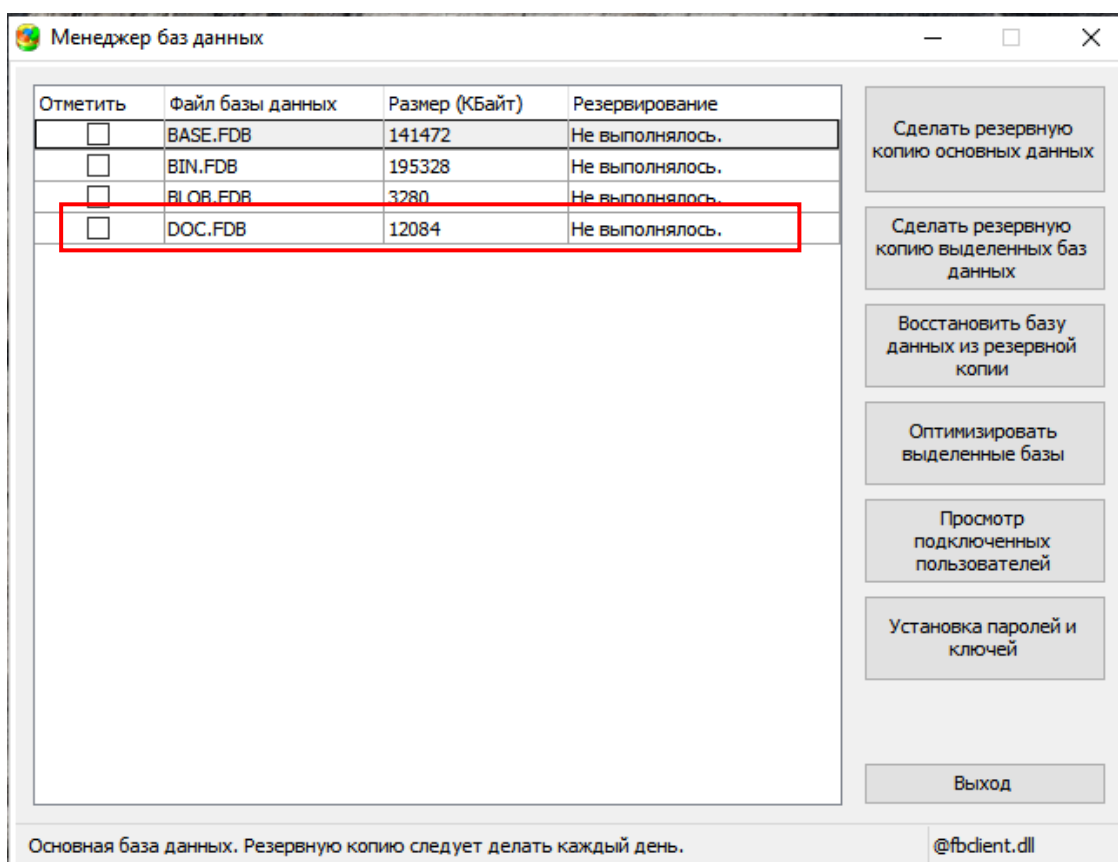 Менеджер баз данных
Отметить Файл базы данных Размер (КБайт) Резервирование
BASE.FDB 141472 Не выполнялось.
BIN.FDB 195328 Не выполнялось.
BLOB.FDB 3280 Не выполнялось.
DOC.FDB 12084 Не выполнялось.
Сделать резервную
копию основных данных
Сделать резервную
копию выделенных баз
данных
Восстановить базу
данных из резервной
копии
Оптимизировать
выделенные базы
Просмотр
подключенных
пользователей
Установка паролей и
ключей
Выход
Основная база данных. Резервную копию следует делать каждый день. @fbclient.dll